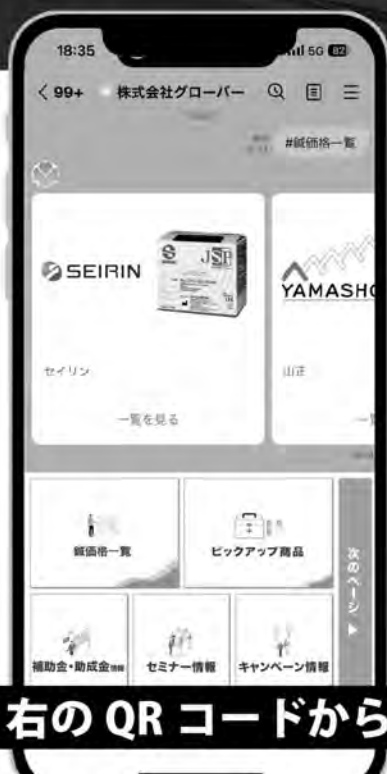 18:35
5G 82
< 99+ 株式会社グローバー
#鍼価格一覧
SEIRIN
JSP
YAMASHO
セイリン
山正
一覧を見る
鍼価格一覧
ピックアップ商品
次のページ ▶
補助金・助成金情報
セミナー情報
キャンペーン情報
右のQRコードから